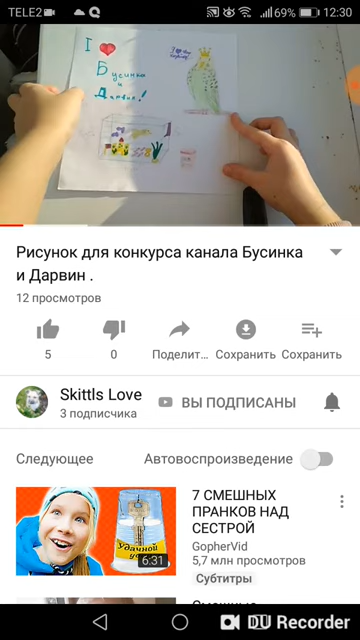 TELE2
69%
12:30
I
Бусинка
и
Дарвин!
Рисунок для конкурса канала Бусинка
и Дарвин .
12 просмотров
5
0
Поделит...
Сохранить
Сохранить
Skittls Love
3 подписчика
ВЫ ПОДПИСАНЫ
Следующее
Автовоспроизведение
Удачной
6:31
7 СМЕШНЫХ
ПРАНКОВ НАД
СЕСТРОЙ
GopherVid
5,7 млн просмотров
Субтитры
DU Recorder